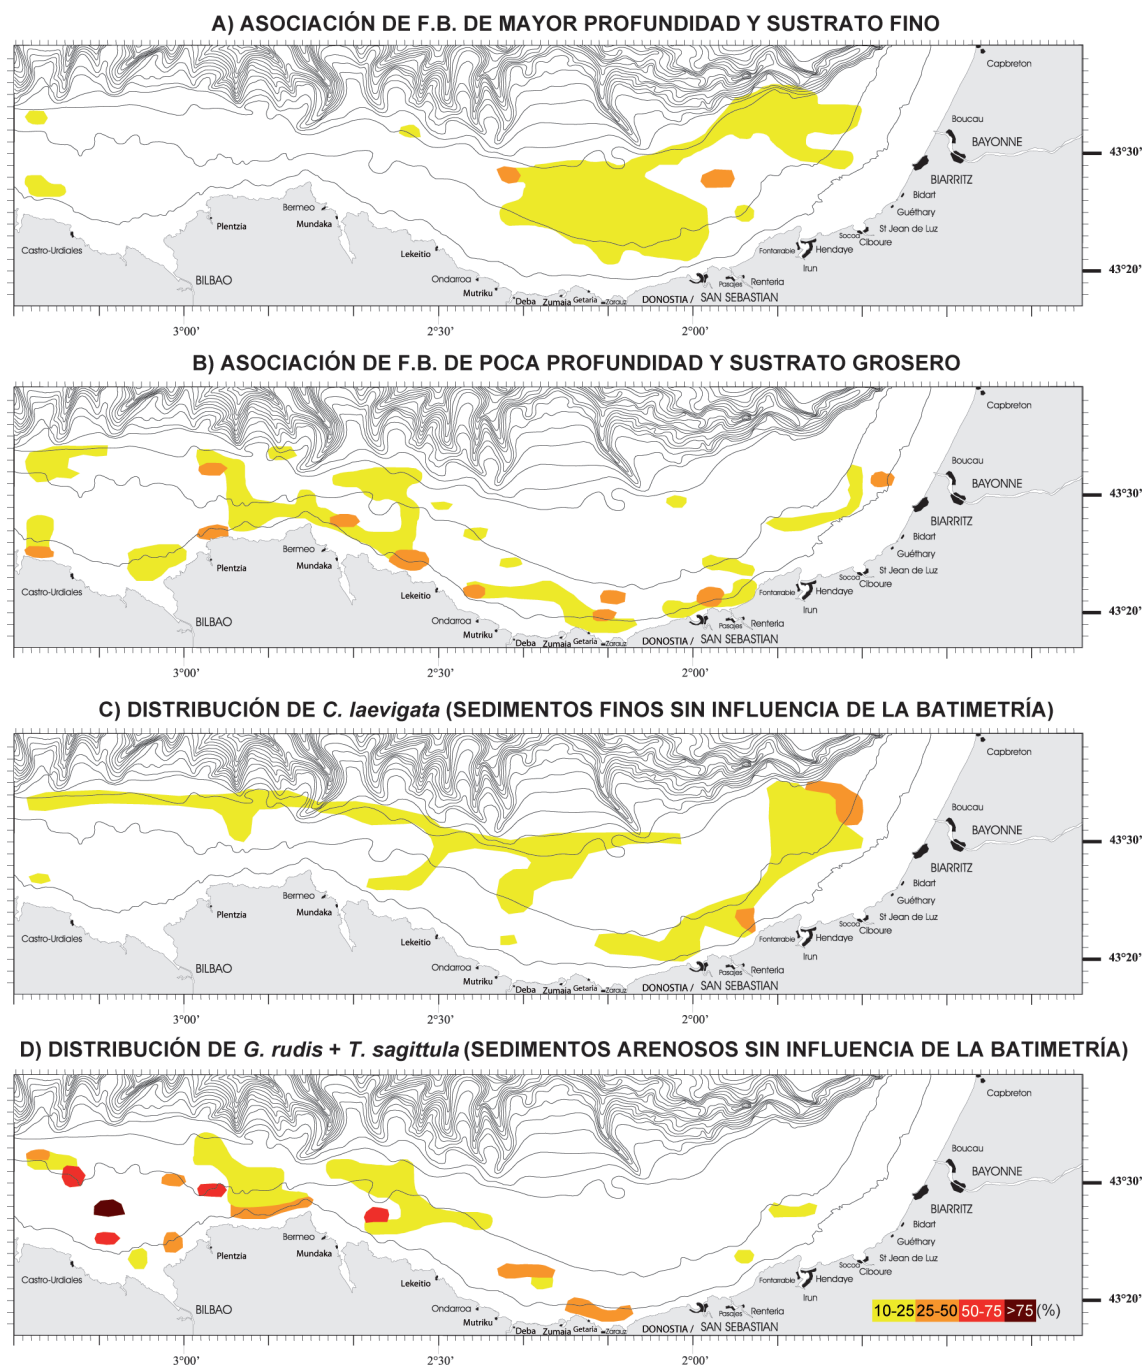 A) ASOCIACIÓN DE F.B. DE MAYOR PROFUNDIDAD Y SUSTRATO FINO
Capbreton
Boucau
BAYONNE
43°30'
BIARRITZ
Bidart
Guéthary
St Jean de Luz
Socoa
Ciboure
Fontarrabie
Hendaye
Irun
Bermeo
Mundaka
Plentzia
Castro-Urdiales
Lekeitio
BILBAO
Ondarroa
Mutriku
Deba
Zumaia
Getaria
Zarauz
DONOSTIA / SAN SEBASTIAN
Pasajes
Renteria
43°20'
3°00'
2°30'
2°00'
B) ASOCIACIÓN DE F.B. DE POCA PROFUNDIDAD Y SUSTRATO GROSERO
Capbreton
Boucau
BAYONNE
43°30'
BIARRITZ
Bidart
Guéthary
St Jean de Luz
Socoa
Ciboure
Fontarrabie
Hendaye
Irun
Bermeo
Mundaka
Plentzia
Castro-Urdiales
Lekeitio
BILBAO
Ondarroa
Mutriku
Deba
Zumaia
Getaria
Zarauz
DONOSTIA / SAN SEBASTIAN
Pasajes
Renteria
43°20'
3°00'
2°30'
2°00'
C) DISTRIBUCIÓN DE C. laevigata (SEDIMENTOS FINOS SIN INFLUENCIA DE LA BATIMETRÍA)
Capbreton
Boucau
BAYONNE
43°30'
BIARRITZ
Bidart
Guéthary
St Jean de Luz
Socoa
Ciboure
Fontarrabie
Hendaye
Irun
Bermeo
Mundaka
Plentzia
Castro-Urdiales
Lekeitio
BILBAO
Ondarroa
Mutriku
Deba
Zumaia
Getaria
Zarauz
DONOSTIA / SAN SEBASTIAN
Pasajes
Renteria
43°20'
3°00'
2°30'
2°00'
D) DISTRIBUCIÓN DE G. rudis + T. sagittula (SEDIMENTOS ARENOSOS SIN INFLUENCIA DE LA BATIMETRÍA)
Capbreton
Boucau
BAYONNE
43°30'
BIARRITZ
Bidart
Guéthary
St Jean de Luz
Socoa
Ciboure
Fontarrabie
Hendaye
Irun
Bermeo
Mundaka
Plentzia
Castro-Urdiales
Lekeitio
BILBAO
Ondarroa
Mutriku
Deba
Zumaia
Getaria
Zarauz
DONOSTIA / SAN SEBASTIAN
Pasajes
Renteria
10-25 25-50 50-75 >75 (%)
43°20'
3°00'
2°30'
2°00'